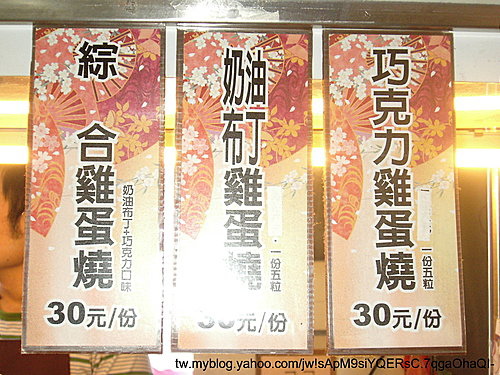 綜合雞蛋燒
奶油布丁+巧克力口味
30元/份
奶油布丁雞蛋燒
一份五粒
30元/份
巧克力雞蛋燒
一份五粒
30元/份
tw.myblog.yahoo.com/jw!sApM9siYQERsC.7qgaOhaQI-